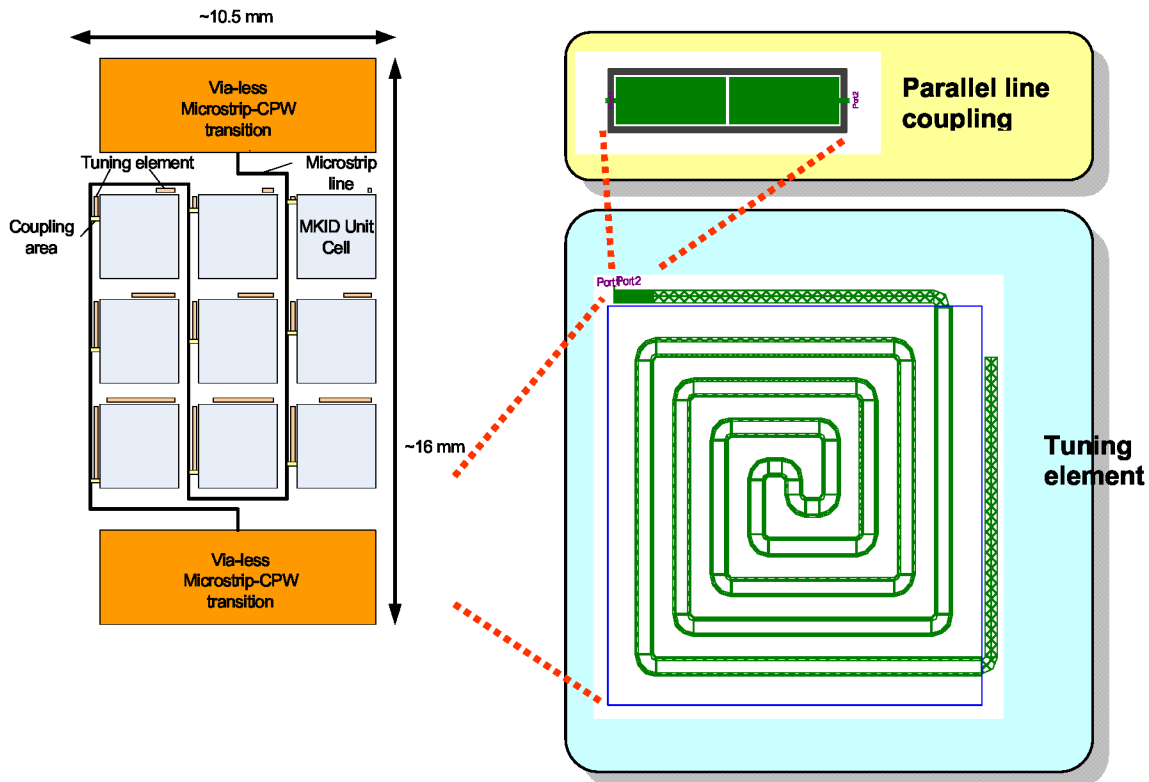 ~10.5 mm
Via-less
Microstrip-CPW
transition
Tuning element
Microstrip
line
Coupling
area
MKID Unit
Cell
~16 mm
Via-less
Microstrip-CPW
transition
Port2
Parallel line
coupling
Port Port2
Tuning
element